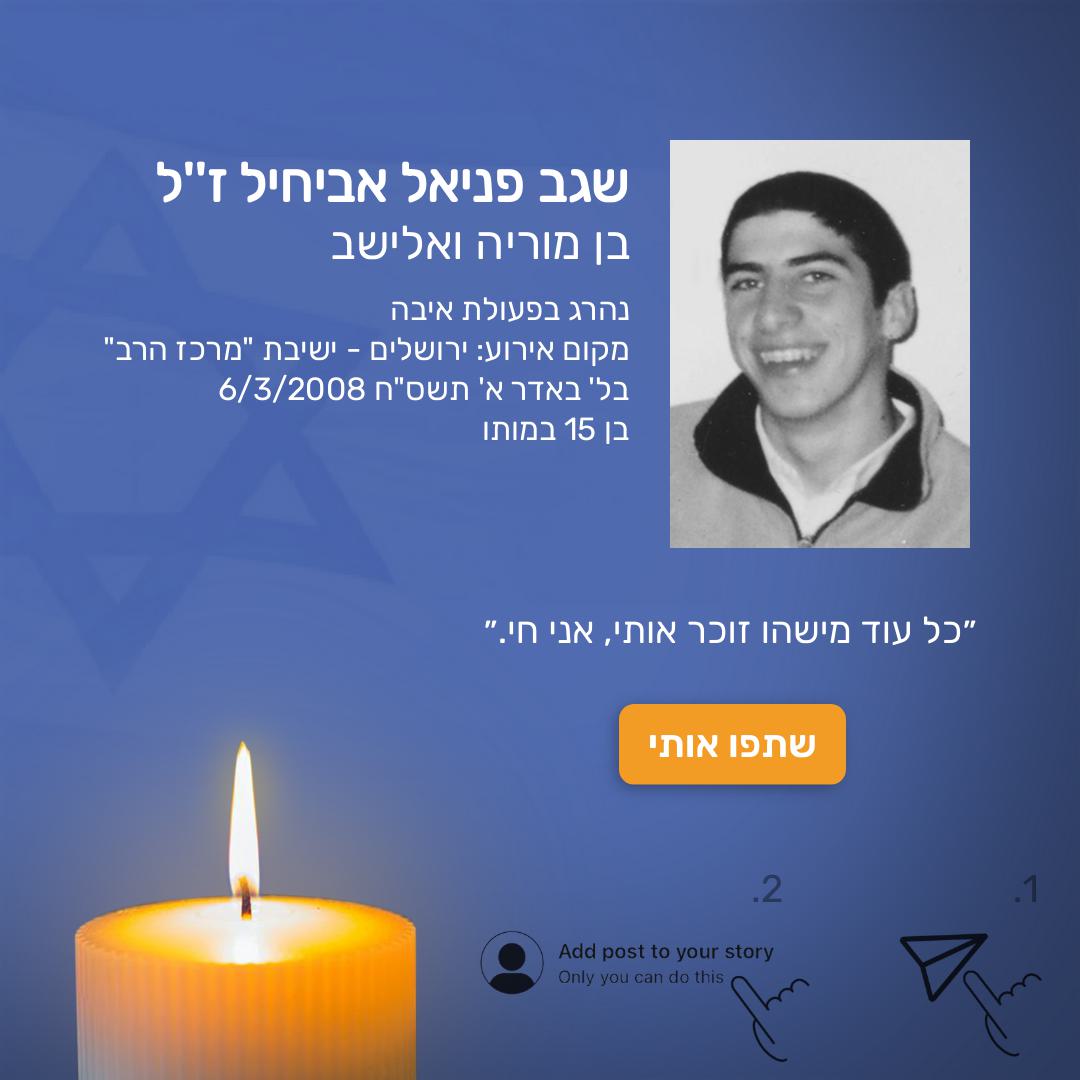 שגב פניאל אביחיל ז"ל
בן מוריה ואלישב
נהרג בפעולת איבה
מקום אירוע: ירושלים - ישיבת "מרכז הרב"
בל' באדר א' תשס"ח 6/3/2008
בן 15 במותו
״כל עוד מישהו זוכר אותי, אני חי.״
שתפו אותי
1.
2.
Add post to your story
Only you can do this